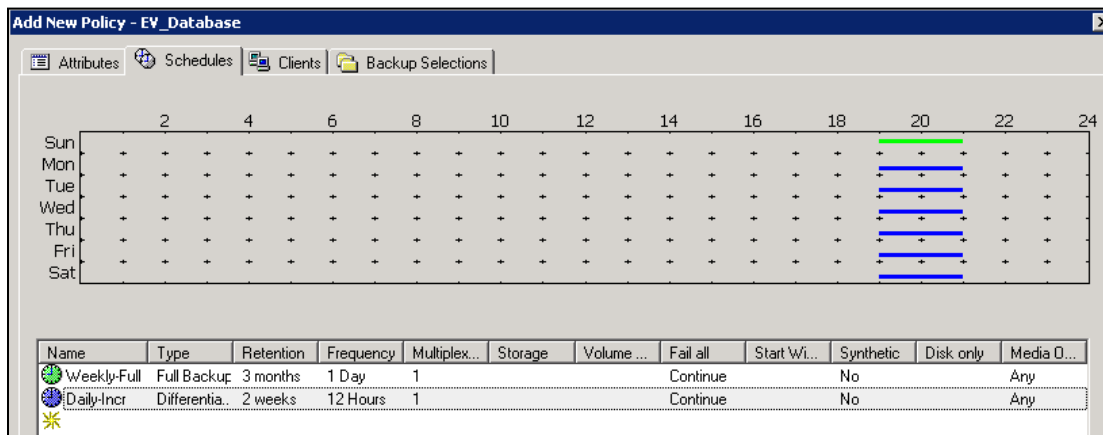 Add New Policy - EV_Database
Attributes Schedules Clients Backup Selections
2 4 6 8 10 12 14 16 18 20 22 24
Sun
Mon
Tue
Wed
Thu
Fri
Sat
Name Type Retention Frequency Multiplex... Storage Volume ... Fail all Start Wi... Synthetic Disk only Media O...
Weekly-Full Full Backup 3 months 1 Day 1 Continue No Any
Daily-Incr Differentia... 2 weeks 12 Hours 1 Continue No Any